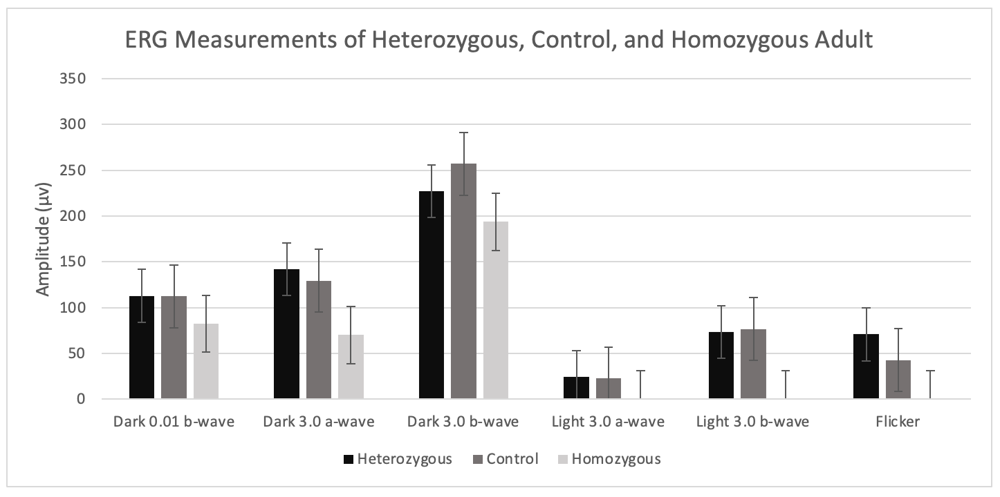 ERG Measurements of Heterozygous, Control, and Homozygous Adult
350
300
250
200
150
100
50
0
Amplitude (µv)
Dark 0.01 b-wave
Dark 3.0 a-wave
Dark 3.0 b-wave
Light 3.0 a-wave
Light 3.0 b-wave
Flicker
Heterozygous
Control
Homozygous